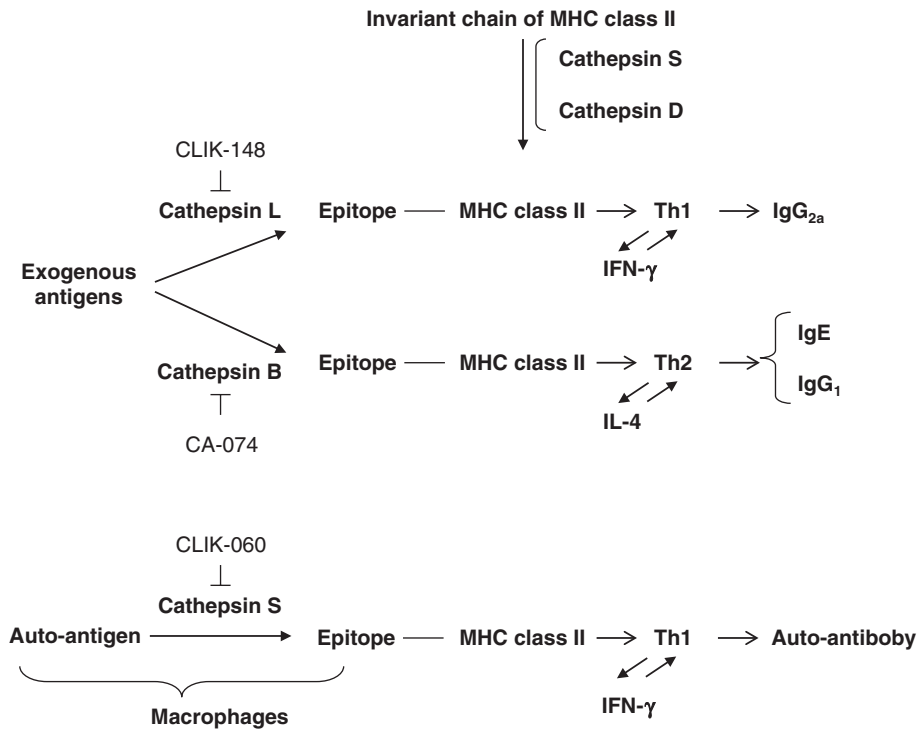 Invariant chain of MHC class II
Cathepsin S
Cathepsin D
CLIK-148
Cathepsin L
Epitope MHC class II Th1 IgG2a
IFN-γ
Exogenous
antigens
Epitope MHC class II Th2
IgE
IgG1
Cathepsin B
IL-4
CA-074
CLIK-060
Cathepsin S
Auto-antigen Epitope MHC class II Th1 Auto-antiboby
IFN-γ
Macrophages